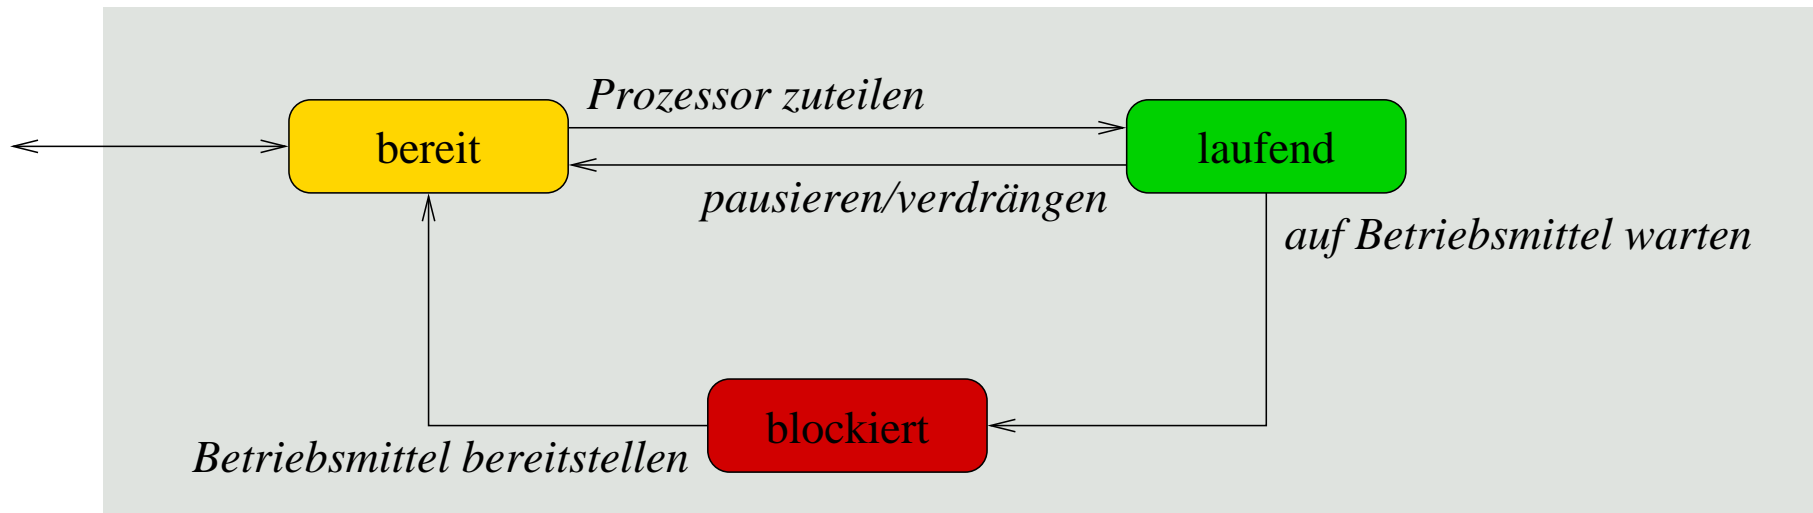 Prozessor zuteilen
bereit
laufend
pausieren/verdrängen
auf Betriebsmittel warten
blockiert
Betriebsmittel bereitstellen